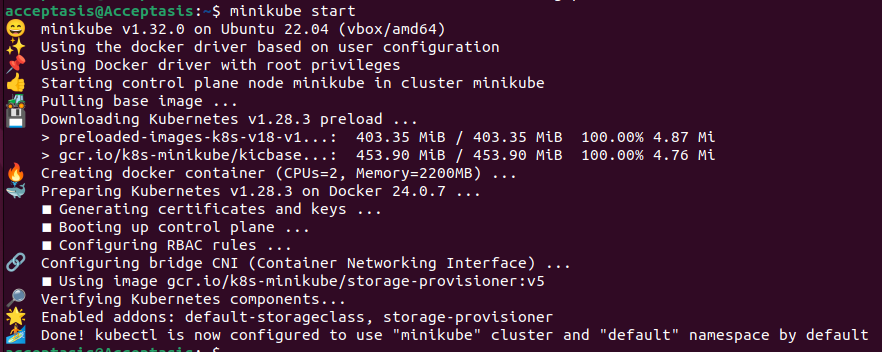 acceptasis@Acceptasis:~$ minikube start
😄 minikube v1.32.0 on Ubuntu 22.04 (vbox/amd64)
✨ Using the docker driver based on user configuration
📌 Using Docker driver with root privileges
👍 Starting control plane node minikube in cluster minikube
🚜 Pulling base image ...
💾 Downloading Kubernetes v1.28.3 preload ...
> preloaded-images-k8s-v18-v1...: 403.35 MiB / 403.35 MiB 100.00% 4.87 Mi
> gcr.io/k8s-minikube/kicbase...: 453.90 MiB / 453.90 MiB 100.00% 4.76 Mi
🔥 Creating docker container (CPUs=2, Memory=2200MB) ...
🐳 Preparing Kubernetes v1.28.3 on Docker 24.0.7 ...
■ Generating certificates and keys ...
■ Booting up control plane ...
■ Configuring RBAC rules ...
🔗 Configuring bridge CNI (Container Networking Interface) ...
■ Using image gcr.io/k8s-minikube/storage-provisioner:v5
🔎 Verifying Kubernetes components...
🌟 Enabled addons: default-storageclass, storage-provisioner
🏄 Done! kubectl is now configured to use "minikube" cluster and "default" namespace by default
acceptasis@Acceptasis:~$